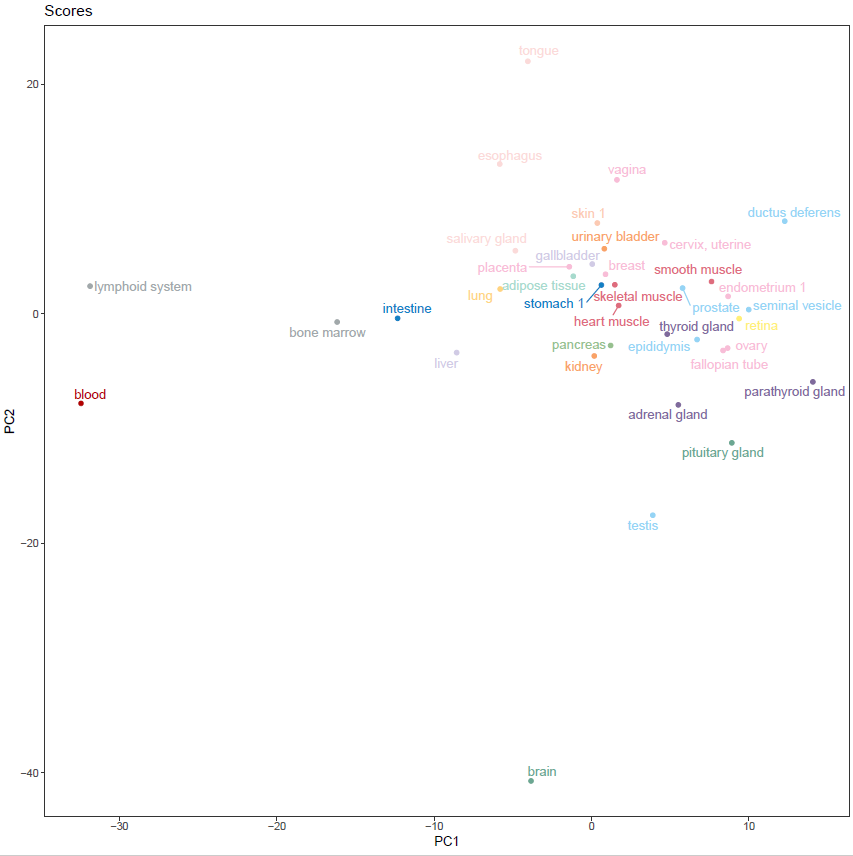 Scores
tongue
20
esophagus
vagina
skin 1
ductus deferens
urinary bladder
salivary gland
cervix, uterine
gallbladder
placenta
breast
smooth muscle
adipose tissue
lymphoid system
endometrium 1
lung
skeletal muscle
stomach 1
prostate
seminal vesicle
intestine
0
heart muscle
thyroid gland
retina
bone marrow
pancreas
epididymis
ovary
liver
kidney
fallopian tube
blood
parathyroid gland
adrenal gland
PC2
pituitary gland
testis
−20
brain
−40
−30
−20
−10
0
10
PC1